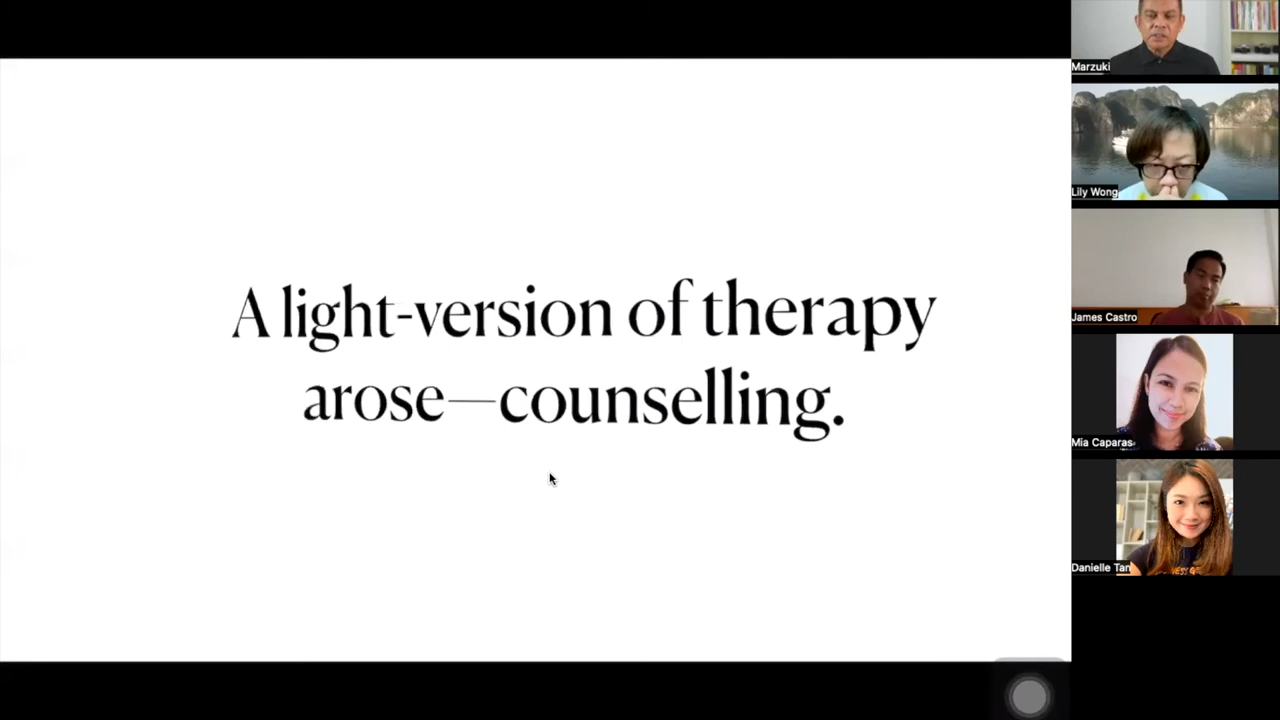 A light-version of therapy
arose—counselling.
Marzuki
Lily Wong
James Castro
Mia Caparas
Danielle Tan